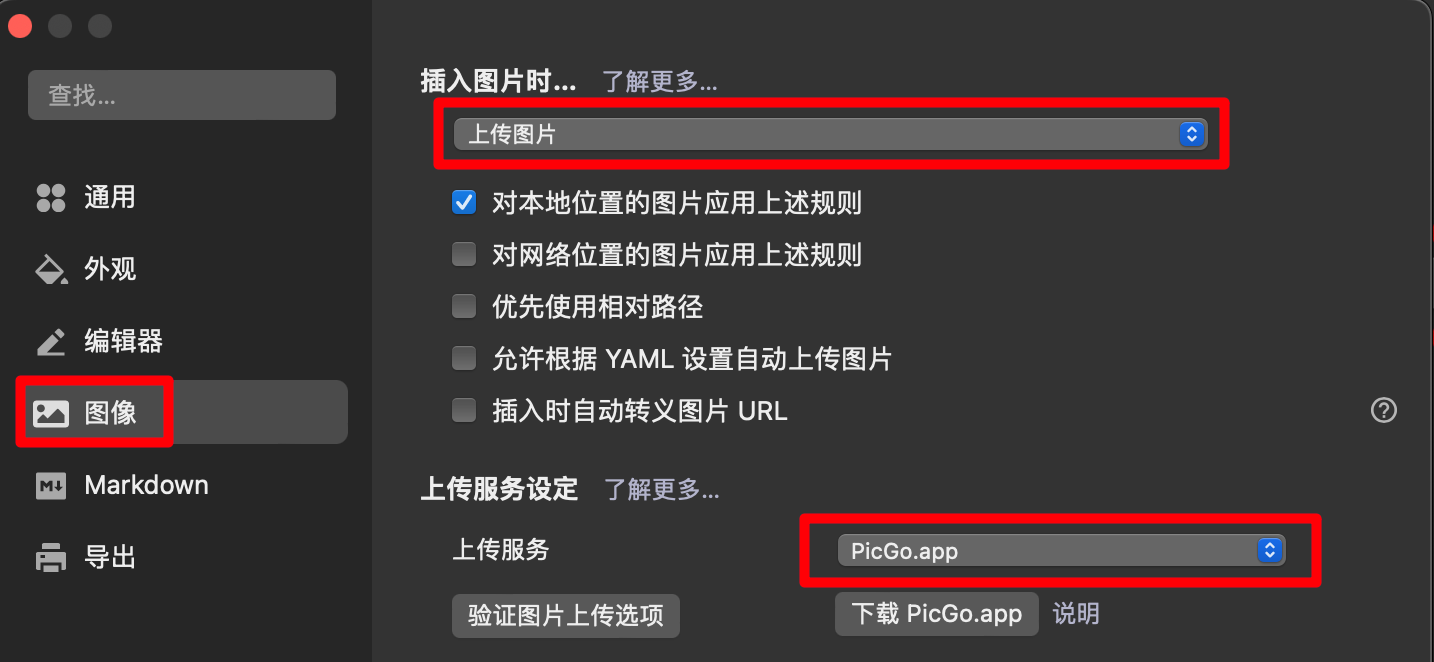 查找...
通用
外观
编辑器
图像
Markdown
导出
插入图片时... 了解更多...
上传图片
对本地位置的图片应用上述规则
对网络位置的图片应用上述规则
优先使用相对路径
允许根据 YAML 设置自动上传图片
插入时自动转义图片 URL
上传服务设定 了解更多...
上传服务 PicGo.app
验证图片上传选项 下载 PicGo.app 说明